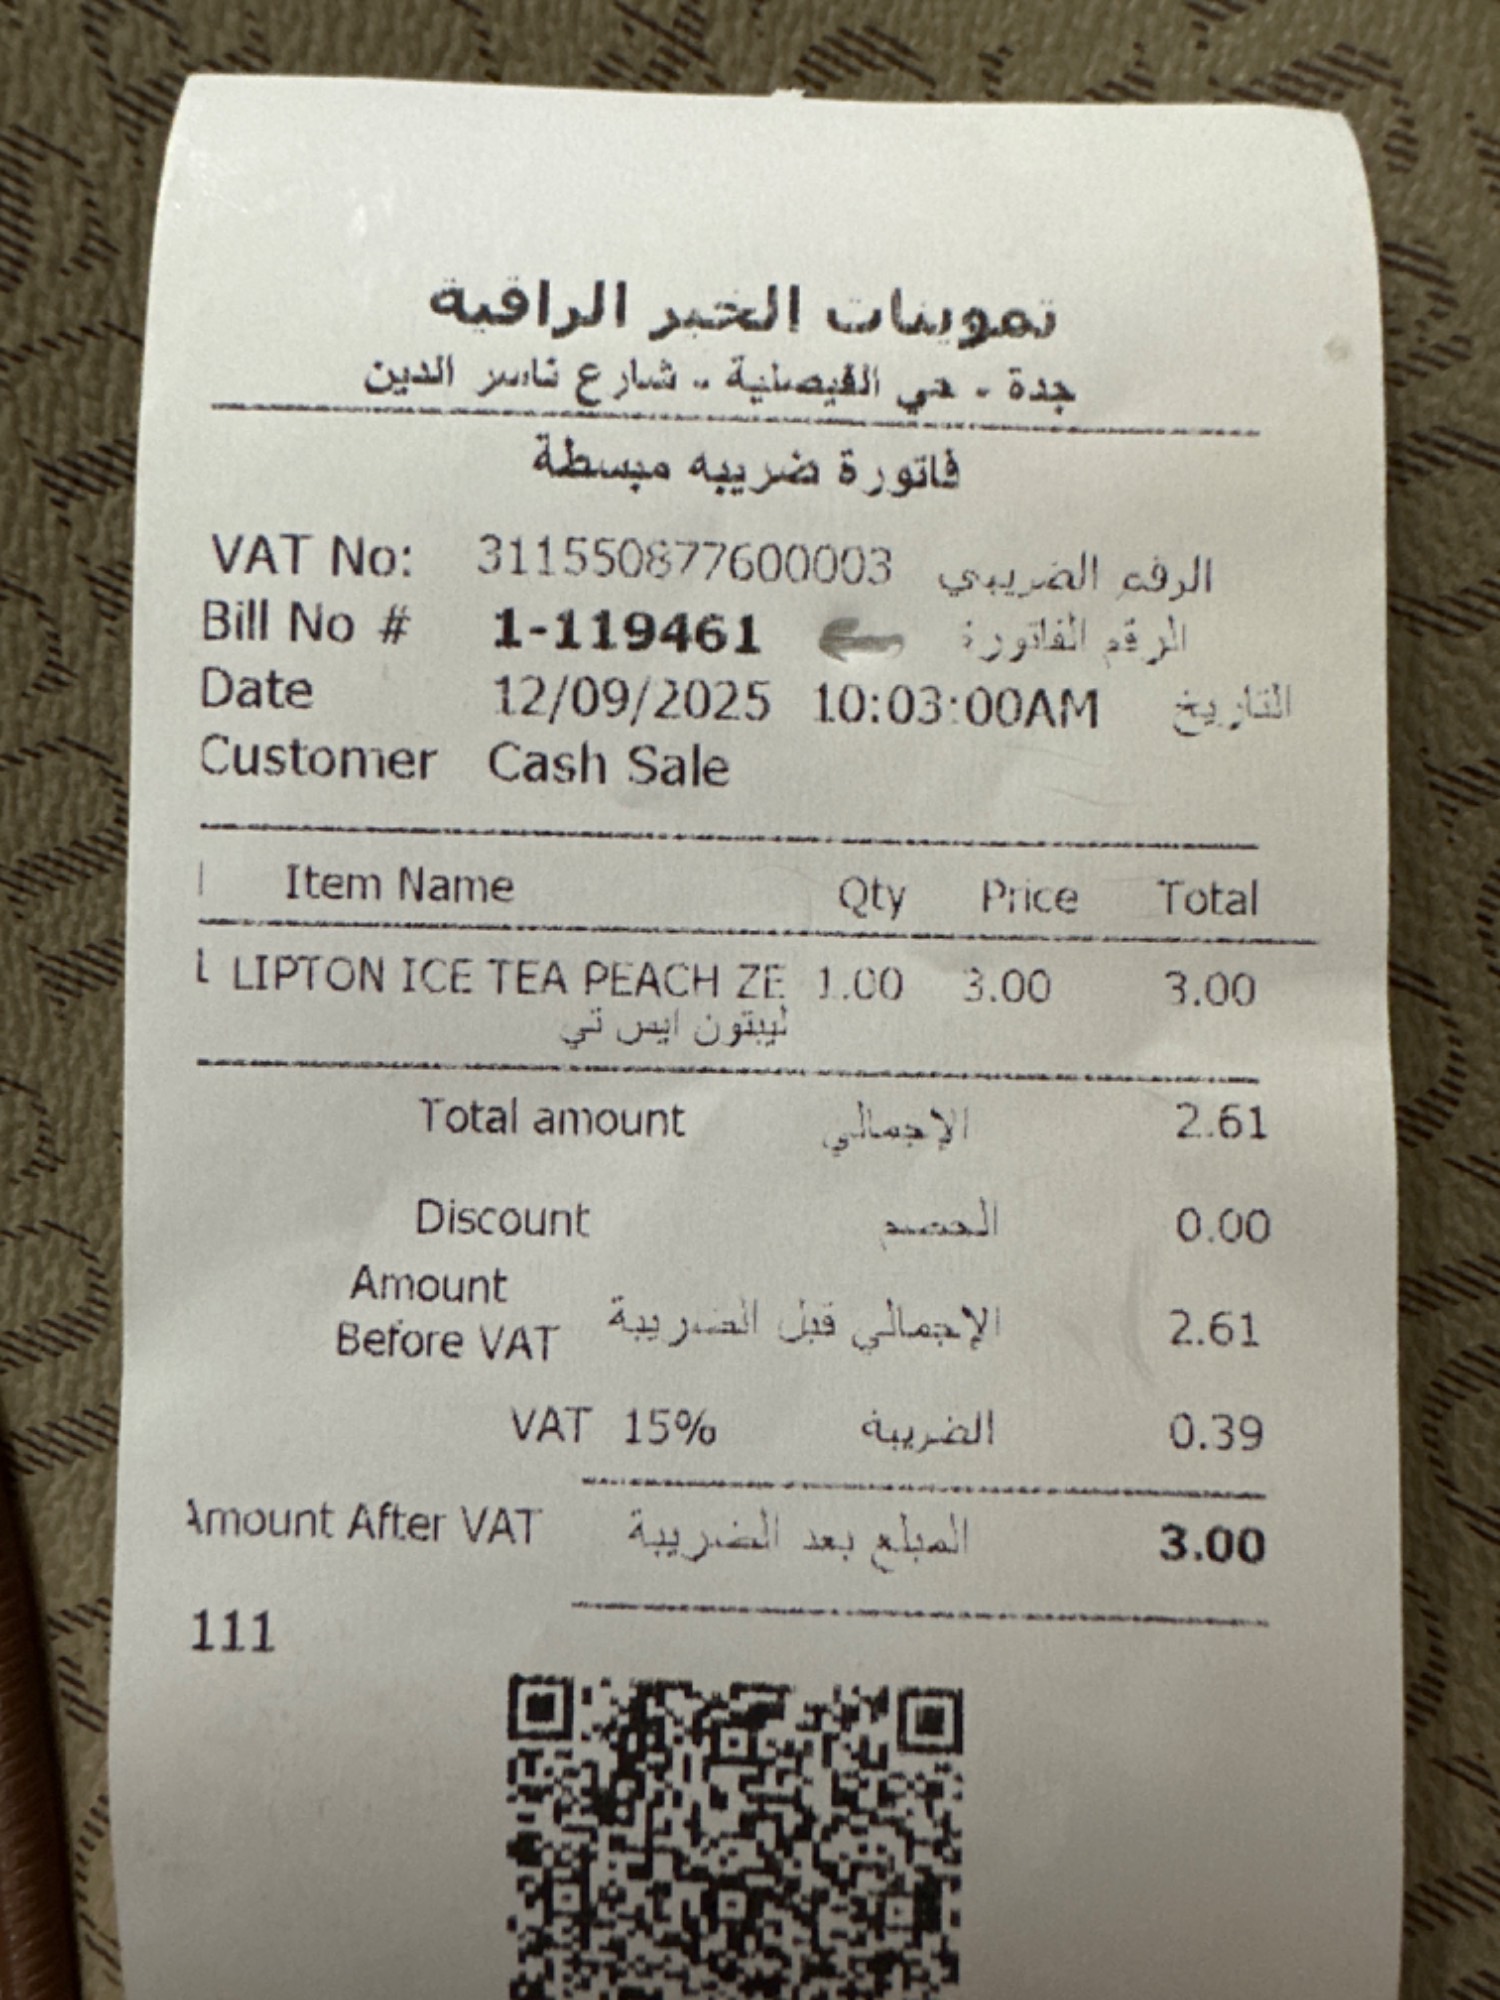 تموينات الخبر الراقية
جدة - حي الفيصلية - شارع ناسر الدين
فاتورة ضريبه مبسطة
VAT No: 311550877600003 الرقم الضريبي
Bill No # 1-119461 الرقم الفاتورة
Date 12/09/2025 10:03:00AM التاريخ
Customer Cash Sale
Item Name Qty Price Total
LIPTON ICE TEA PEACH ZE 1.00 3.00 3.00
ليبتون ايس تي
Total amount الإجمالي 2.61
Discount الخصم 0.00
Amount
Before VAT الإجمالي قبل الضريبة 2.61
VAT 15% الضريبة 0.39
Amount After VAT المبلغ بعد الضريبة 3.00
111